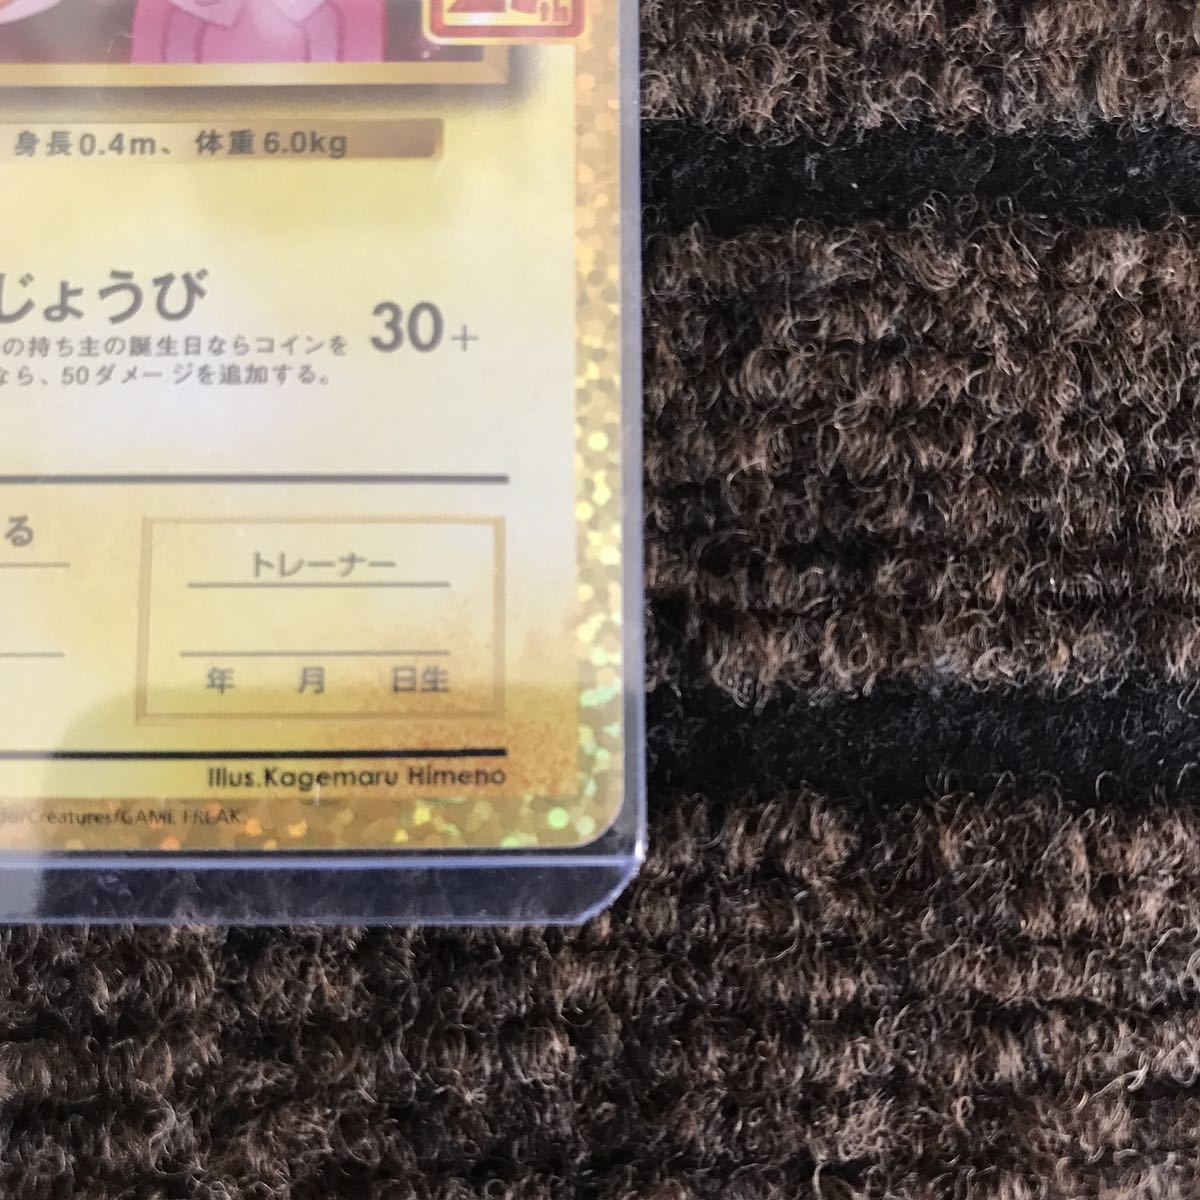 th
身長0.4m、体重6.0kg
じょうび
30+
の持ち主の誕生日ならコインを
なら、50ダメージを追加する。
る
トレーナー
年 月 日生
Illus.Kagemaru Himeno
/Creatures/GAME FREAK.